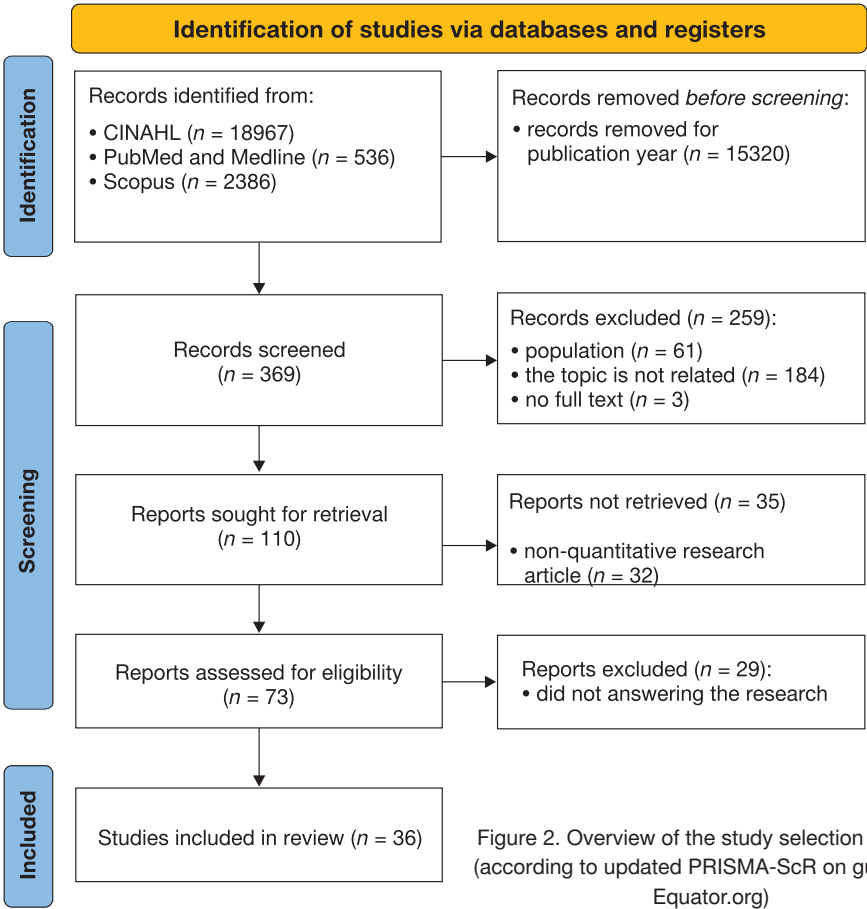 Identification of studies via databases and registers
Identification
Records identified from:
• CINAHL (n = 18967)
• PubMed and Medline (n = 536)
• Scopus (n = 2386)
Records removed before screening:
• records removed for
publication year (n = 15320)
Screening
Records screened
(n = 369)
Records excluded (n = 259):
• population (n = 61)
• the topic is not related (n = 184)
• no full text (n = 3)
Reports sought for retrieval
(n = 110)
Reports not retrieved (n = 35)
• non-quantitative research
article (n = 32)
Reports assessed for eligibility
(n = 73)
Reports excluded (n = 29):
• did not answering the research
Included
Studies included in review (n = 36)
Figure 2. Overview of the study selection
(according to updated PRISMA-ScR on
Equator.org)